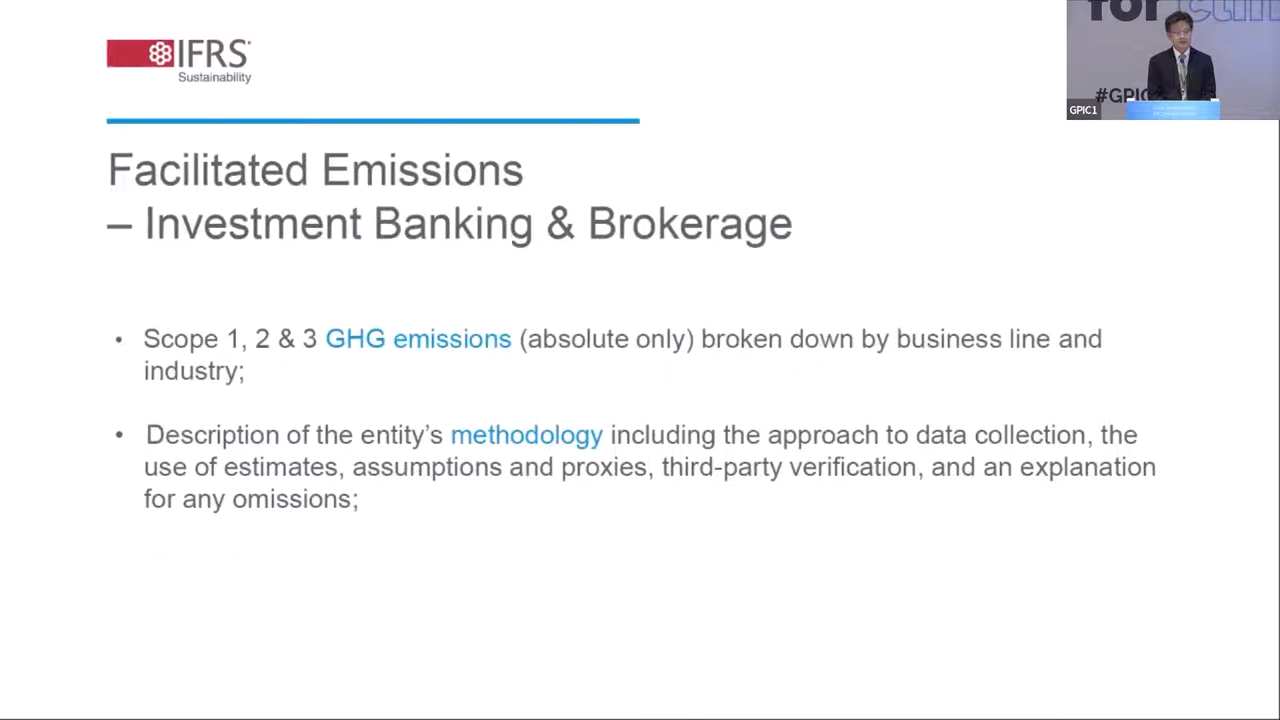 IFRS
Sustainability
for
#GPIC
GPIC1
Facilitated Emissions
– Investment Banking & Brokerage
• Scope 1, 2 & 3 GHG emissions (absolute only) broken down by business line and
industry;
• Description of the entity’s methodology including the approach to data collection, the
use of estimates, assumptions and proxies, third-party verification, and an explanation
for any omissions;